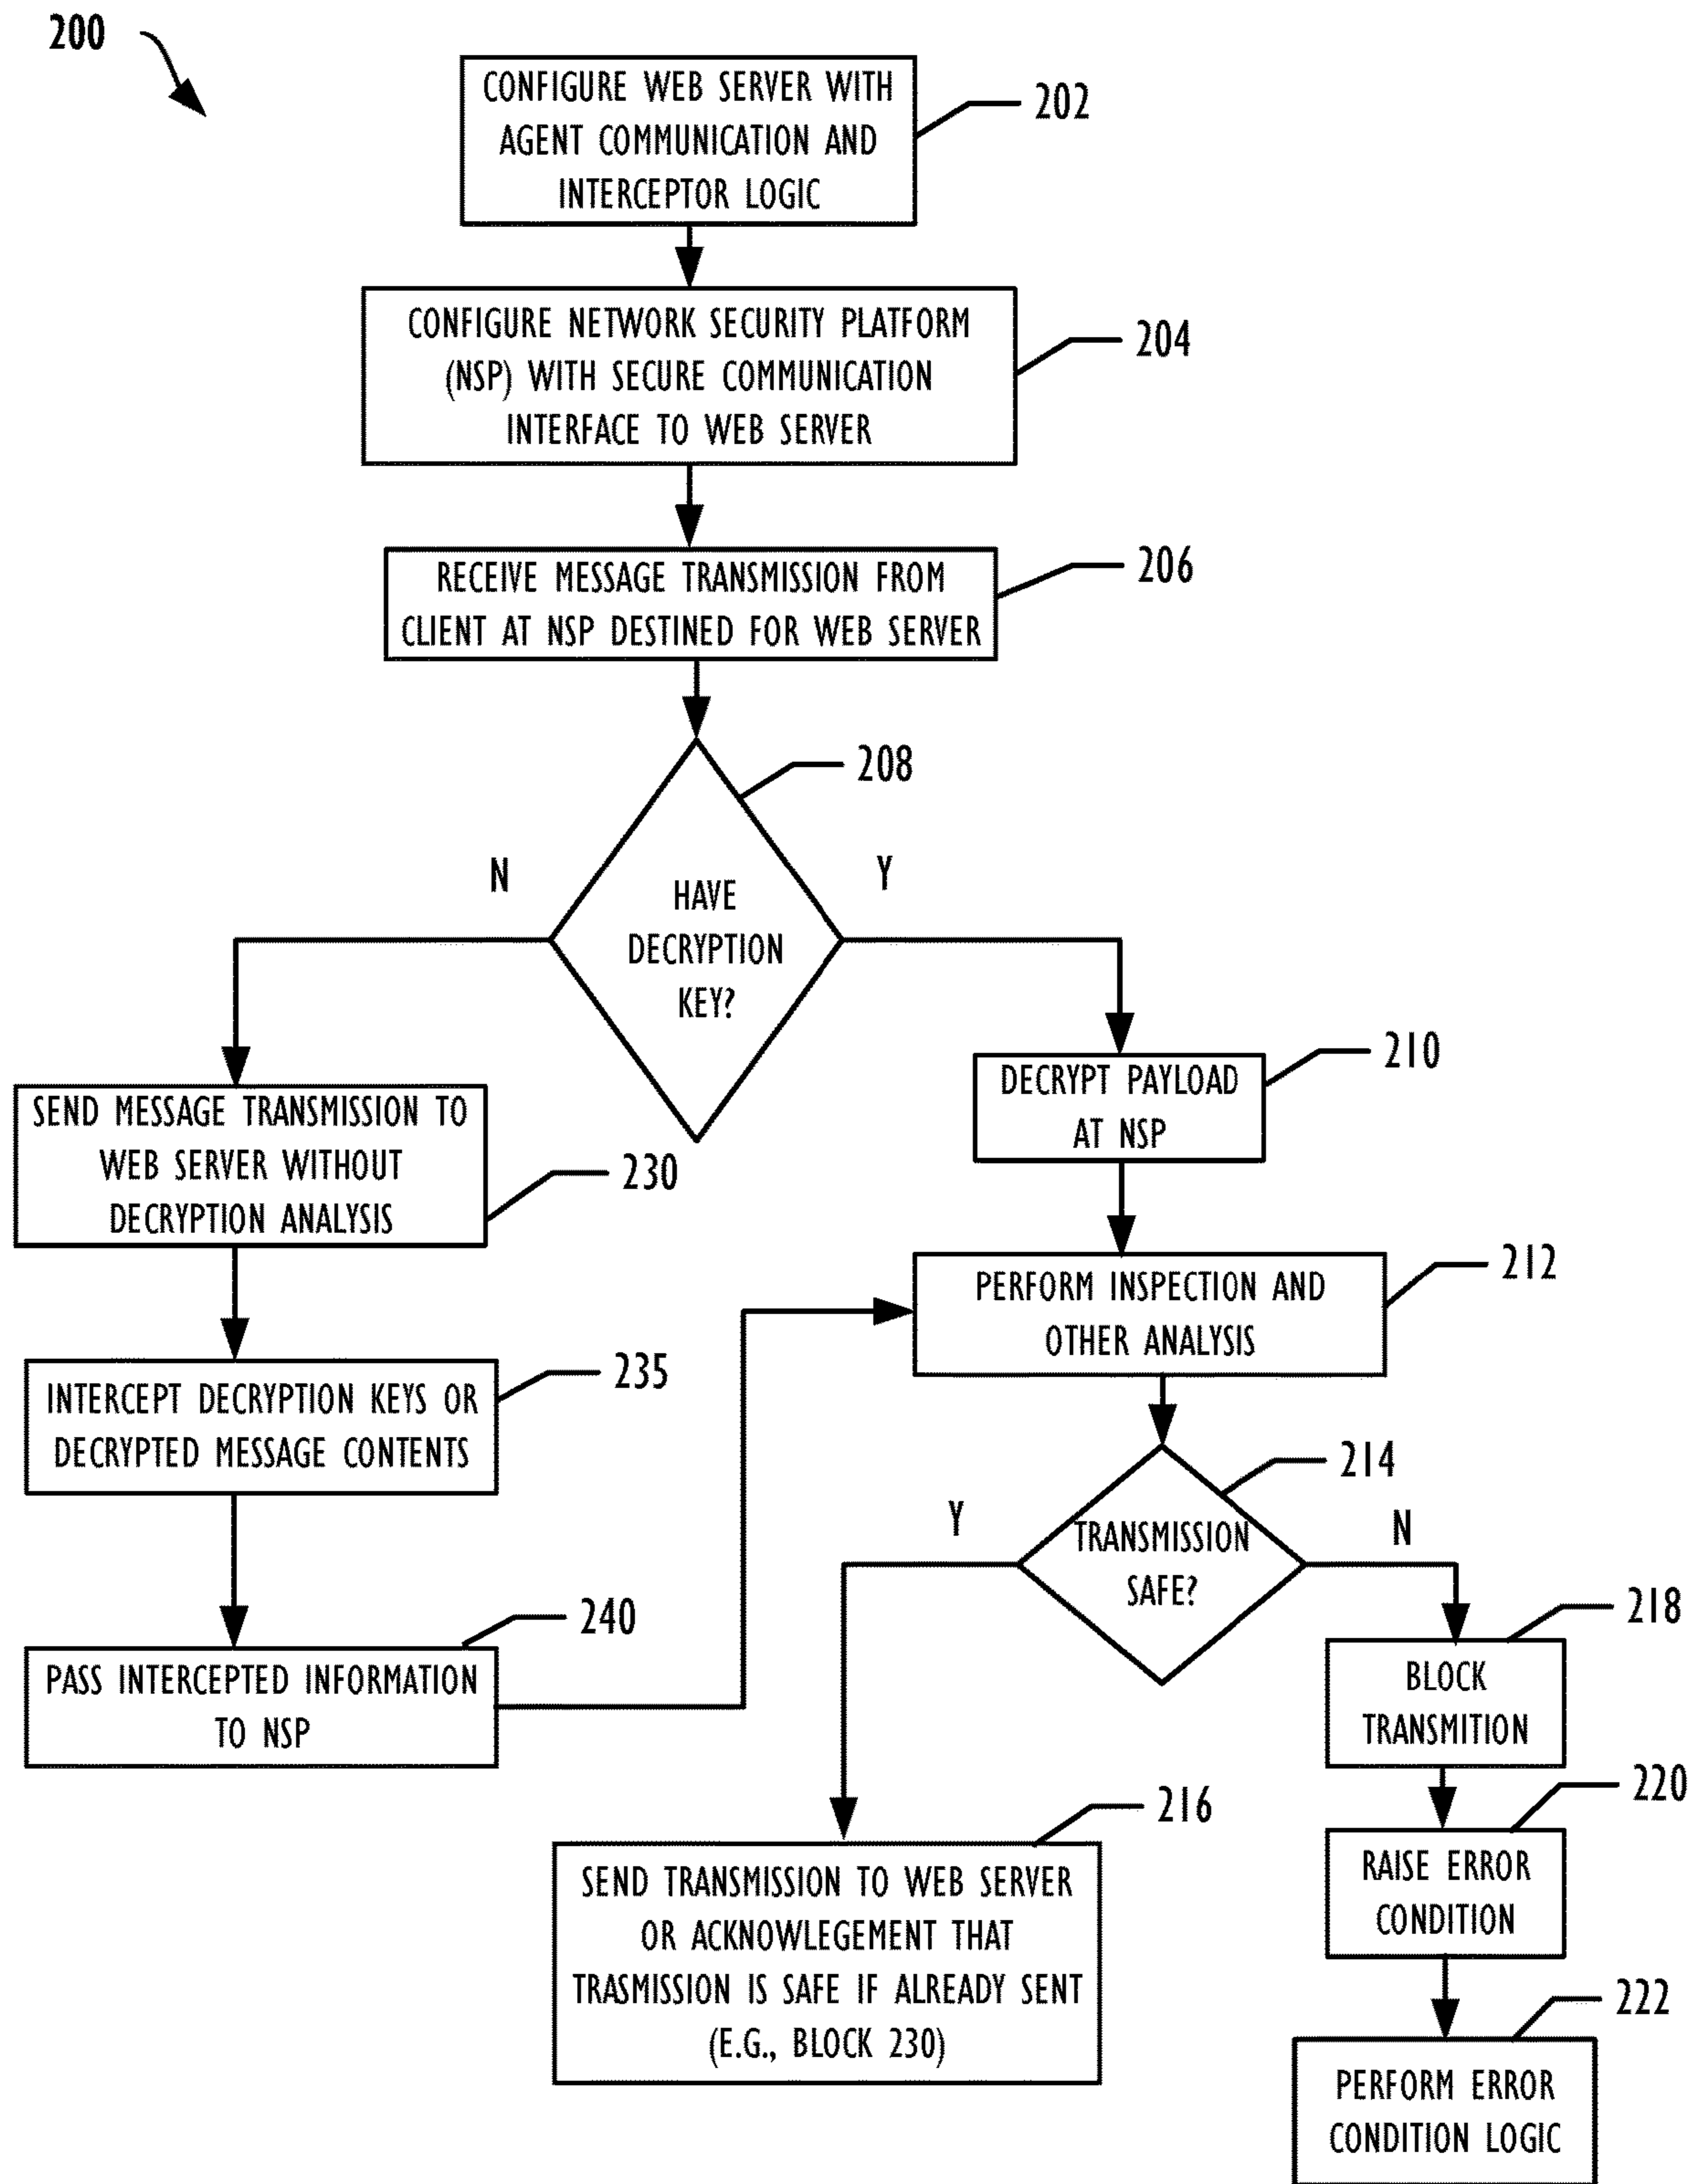 200
CONFIGURE WEB SERVER WITH
AGENT COMMUNICATION AND
INTERCEPTOR LOGIC
202
CONFIGURE NETWORK SECURITY PLATFORM
(NSP) WITH SECURE COMMUNICATION
INTERFACE TO WEB SERVER
204
RECEIVE MESSAGE TRANSMISSION FROM
CLIENT AT NSP DESTINED FOR WEB SERVER
206
208
HAVE
DECRYPTION
KEY?
N
Y
SEND MESSAGE TRANSMISSION TO
WEB SERVER WITHOUT
DECRYPTION ANALYSIS
230
DECRYPT PAYLOAD
AT NSP
210
INTERCEPT DECRYPTION KEYS OR
DECRYPTED MESSAGE CONTENTS
235
PERFORM INSPECTION AND
OTHER ANALYSIS
212
PASS INTERCEPTED INFORMATION
TO NSP
240
TRANSMISSION
SAFE?
214
Y
N
SEND TRANSMISSION TO WEB SERVER
OR ACKNOWLEGEMENT THAT
TRASMISSION IS SAFE IF ALREADY SENT
(E.G., BLOCK 230)
216
BLOCK
TRANSMITION
218
RAISE ERROR
CONDITION
220
PERFORM ERROR
CONDITION LOGIC
222